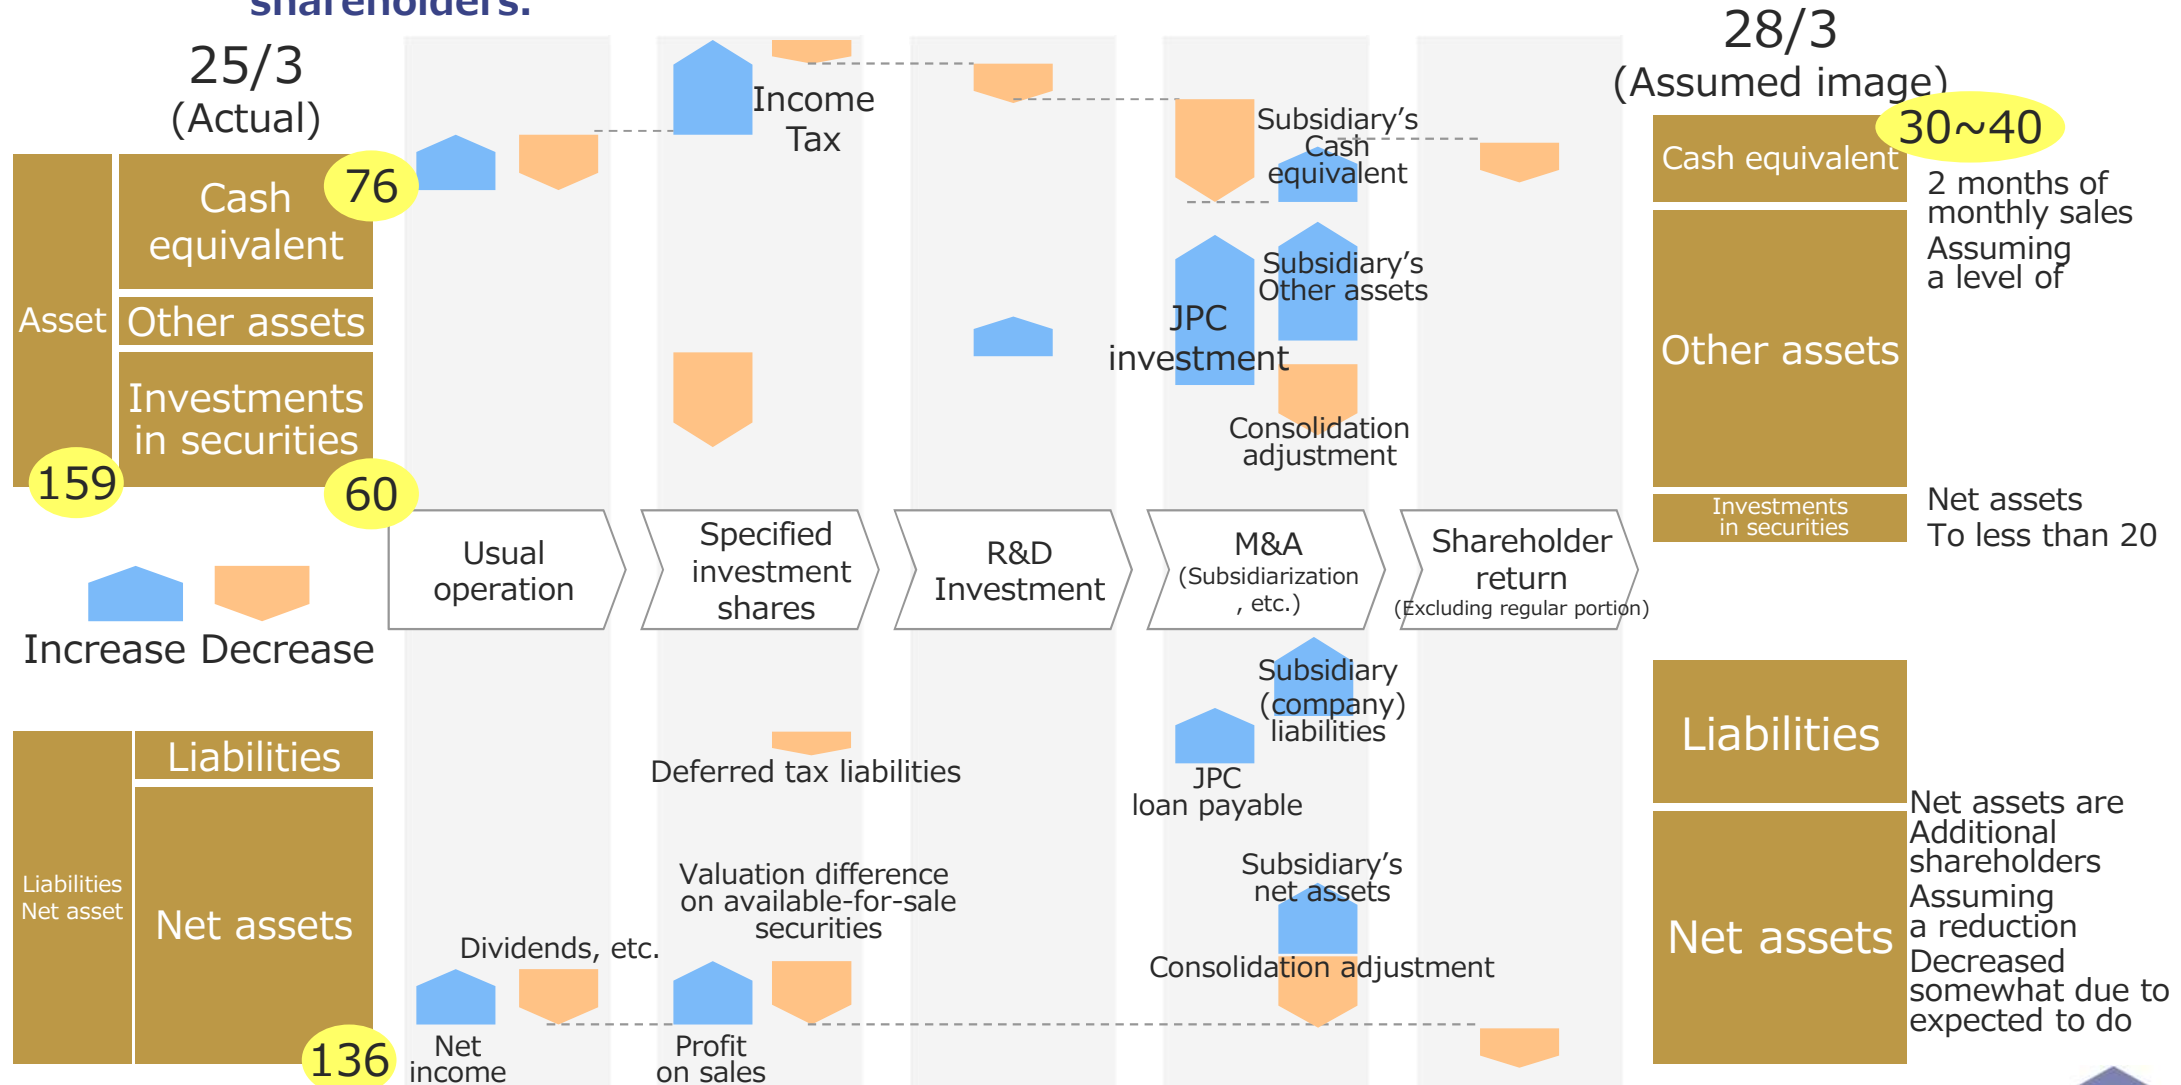 shareholders.
25/3
(Actual)
28/3
(Assumed image)
Income
Tax
Subsidiary’s
Cash
equivalent
30~40
Cash equivalent
2 months of
monthly sales
Assuming
a level of
Asset
Cash
equivalent
76
Other assets
Investments
in securities
159
60
Subsidiary’s
Other assets
JPC
investment
Consolidation
adjustment
Other assets
Investments
in securities
Net assets
To less than 20
Usual
operation
Specified
investment
shares
R&D
Investment
M&A
(Subsidiarization
, etc.)
Shareholder
return
(Excluding regular portion)
Increase
Decrease
Liabilities
Net asset
Liabilities
Net assets
136
Deferred tax liabilities
Subsidiary
(company)
liabilities
JPC
loan payable
Valuation difference
on available-for-sale
securities
Dividends, etc.
Net
income
Profit
on sales
Subsidiary’s
net assets
Consolidation adjustment
Liabilities
Net assets
Net assets are
Additional
shareholders
Assuming
a reduction
Decreased
somewhat due to
expected to do